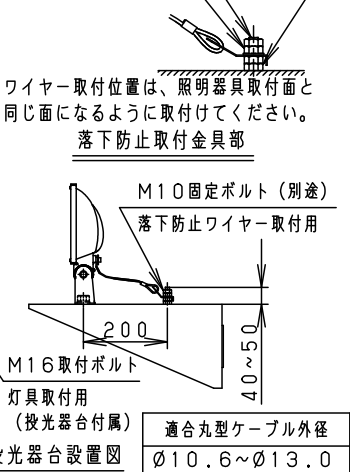 ワイヤー取付位置は、照明器具取付面と
同じ面になるように取付けてください。
落下防止取付金具部
M10固定ボルト（別途）
落下防止ワイヤー取付用
200
40~50
M16取付ボルト
灯具取付用
（投光器台付属）
光器台設置図
適合丸型ケーブル外径
Ø10.6~Ø13.0